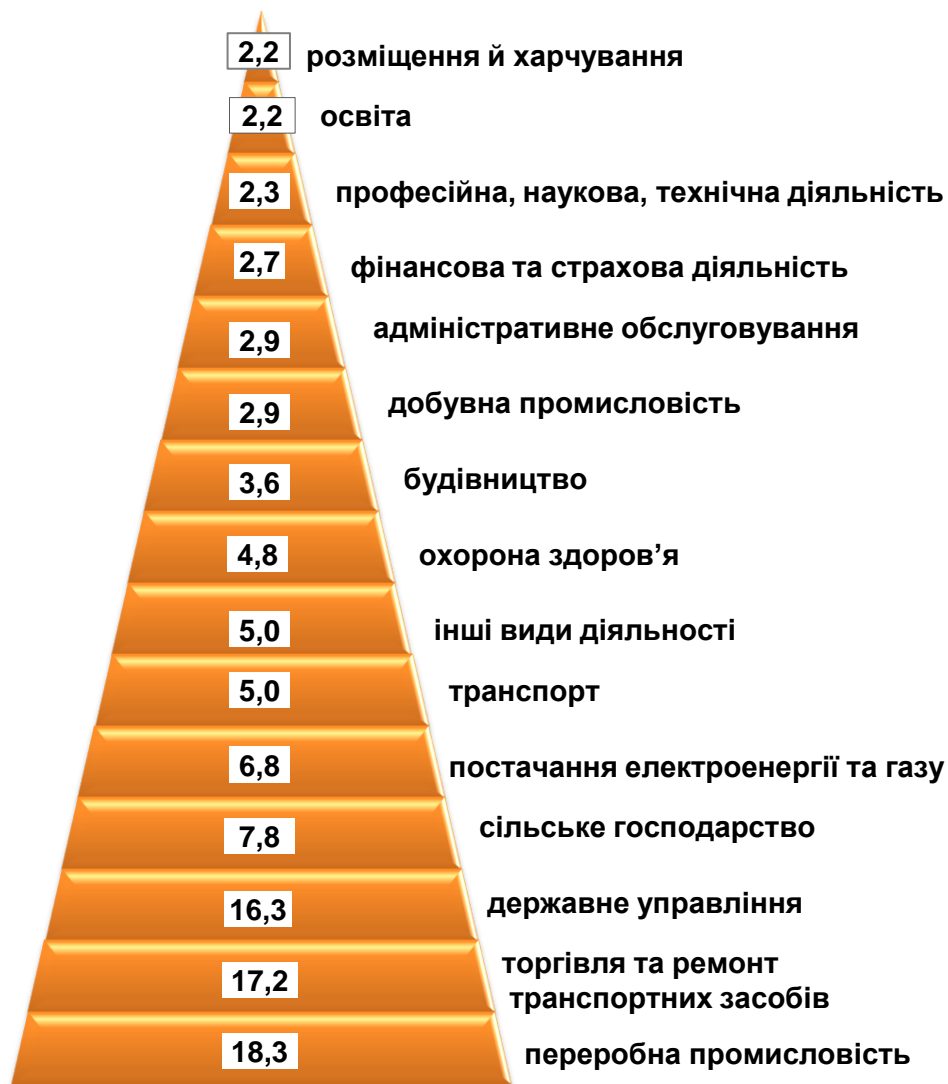 2,2 розміщення й харчування
2,2 освіта
2,3 професійна, наукова, технічна діяльність
2,7 фінансова та страхова діяльність
2,9 адміністративне обслуговування
2,9 добувна промисловість
3,6 будівництво
4,8 охорона здоров’я
5,0 інші види діяльності
5,0 транспорт
6,8 постачання електроенергії та газу
7,8 сільське господарство
16,3 державне управління
17,2 торгівля та ремонт
транспортних засобів
18,3 переробна промисловість